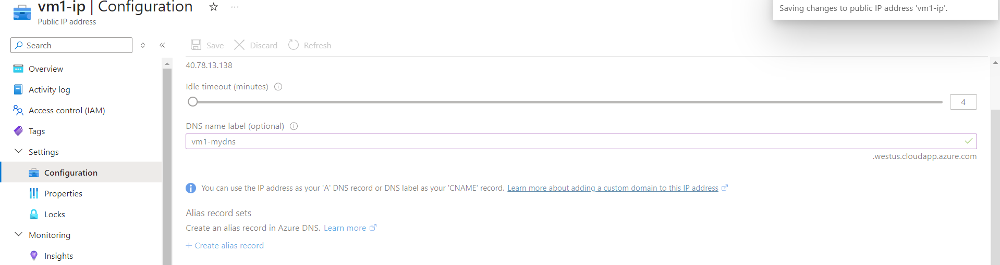 vm1-ip | Configuration
Public IP address
Saving changes to public IP address 'vm1-ip'.
Search
Save
Discard
Refresh
Overview
Activity log
Access control (IAM)
Tags
Settings
Configuration
Properties
Locks
Monitoring
Insights
40.78.13.138
Idle timeout (minutes)
4
DNS name label (optional)
vm1-mydns
.westus.cloudapp.azure.com
You can use the IP address as your 'A' DNS record or DNS label as your 'CNAME' record. Learn more about adding a custom domain to this IP address
Alias record sets
Create an alias record in Azure DNS. Learn more
+ Create alias record